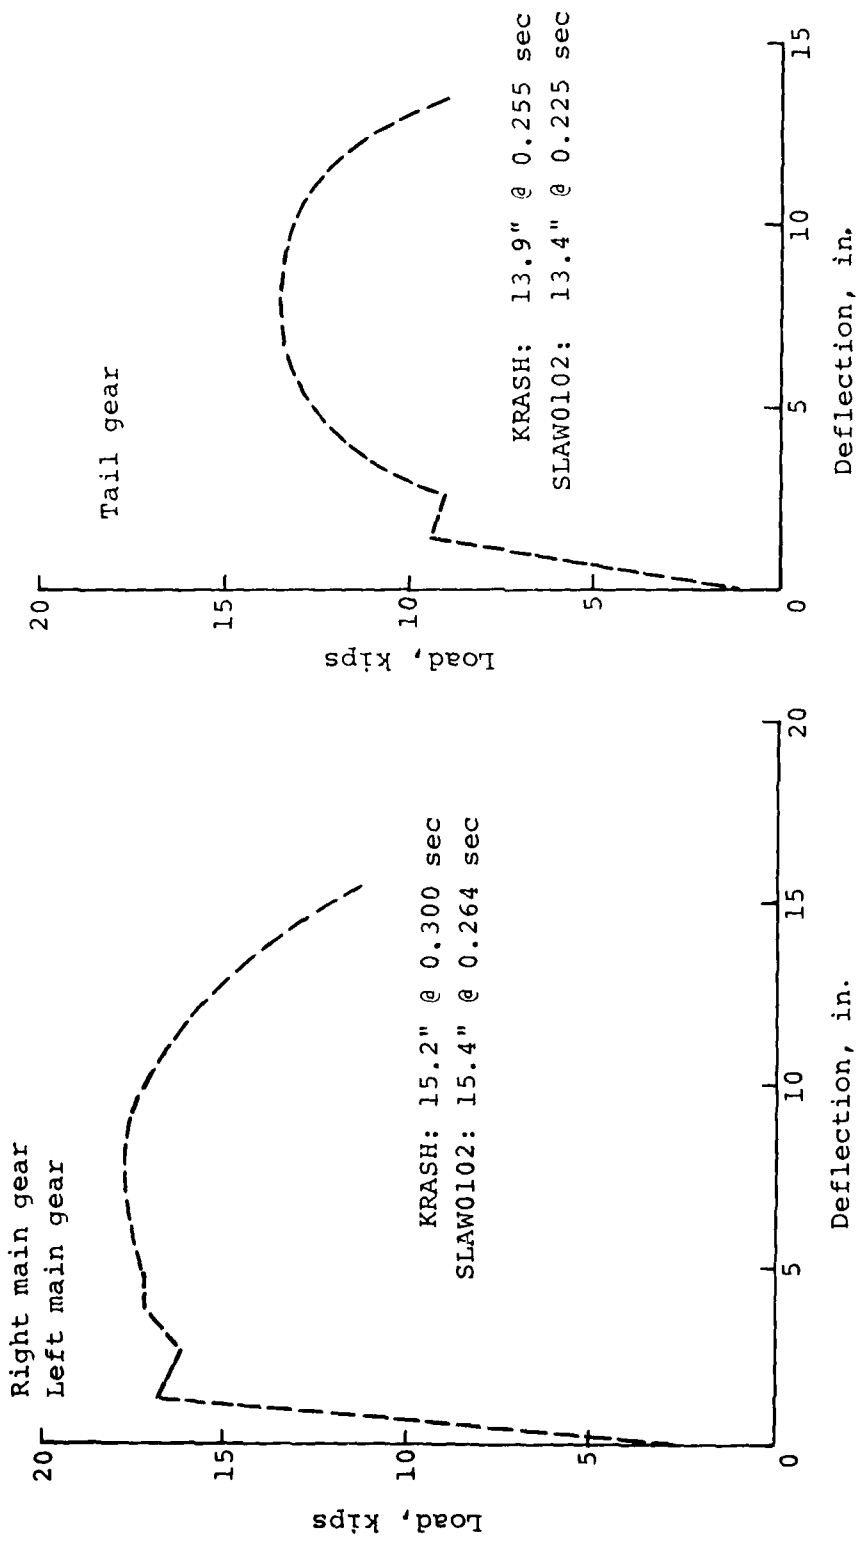 Right main gear
Left main gear
Load, kips
20
15
10
5
0
5
10
15
20
KRASH: 15.2" @ 0.300 sec
SLAW0102: 15.4" @ 0.264 sec
Deflection, in.
Tail gear
Load, kips
20
15
10
5
0
5
10
15
KRASH: 13.9" @ 0.255 sec
SLAW0102: 13.4" @ 0.225 sec
Deflection, in.